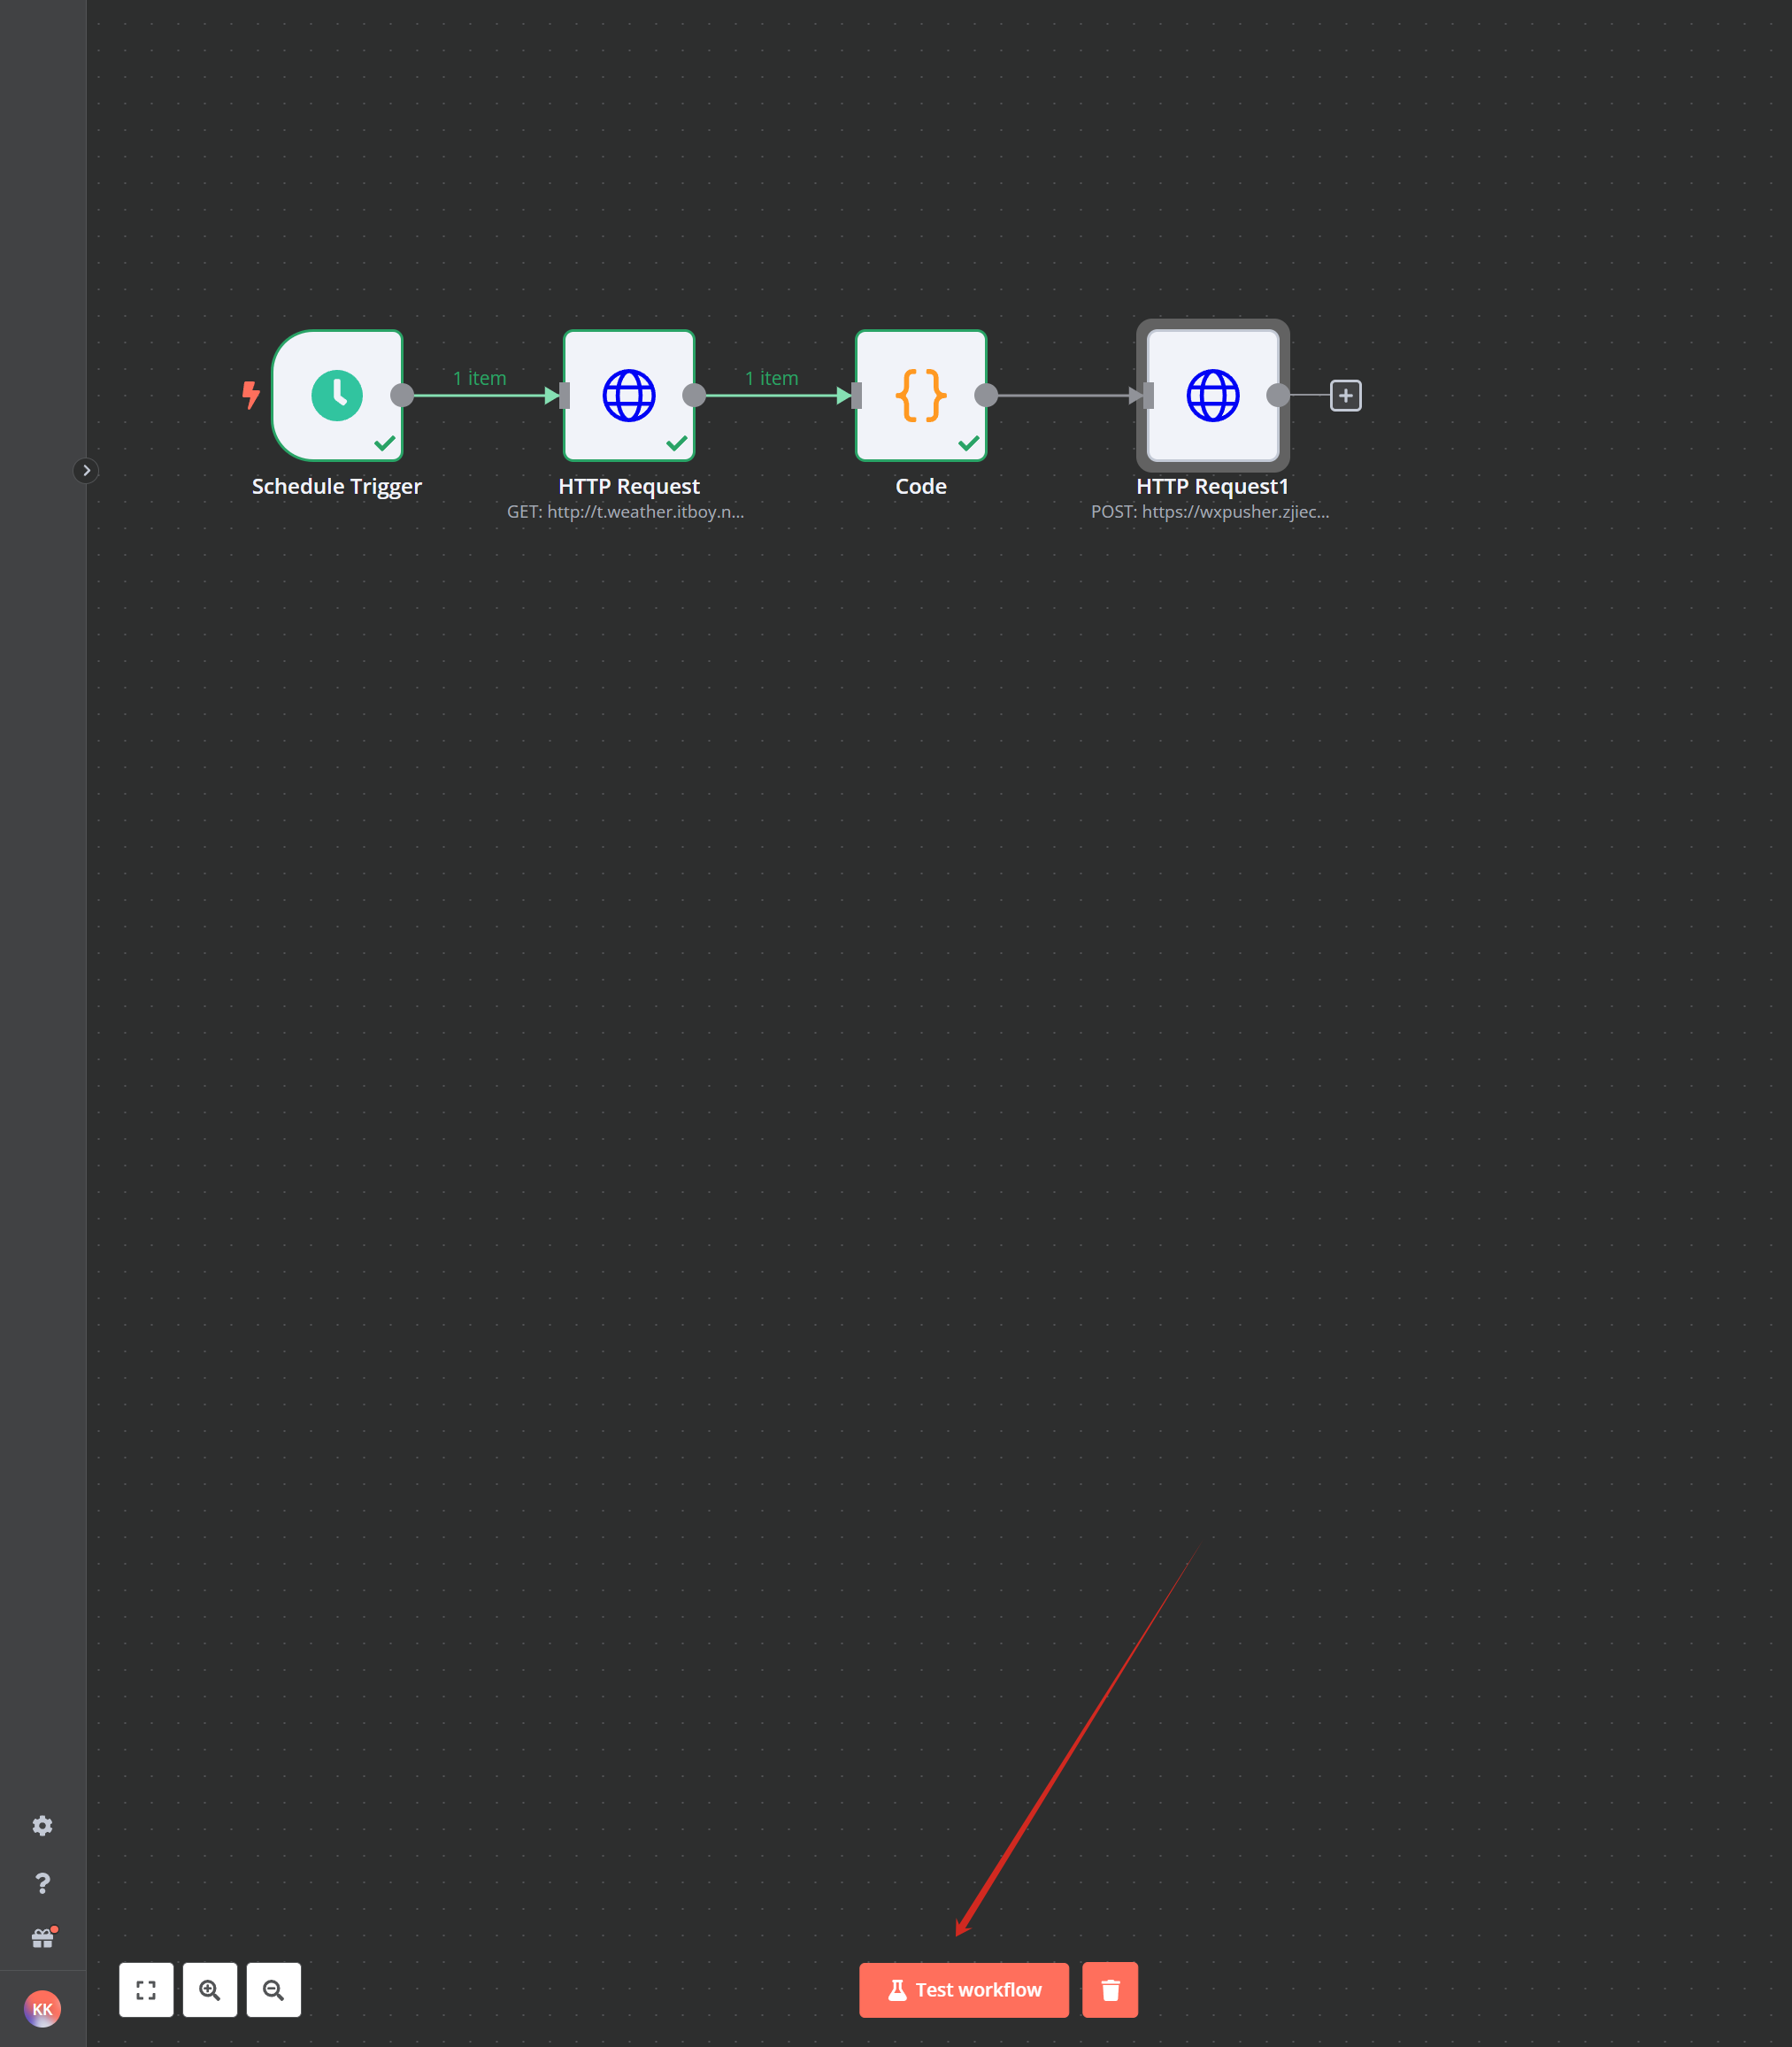 1 item
1 item
Schedule Trigger
HTTP Request
Code
HTTP Request1
GET: http://t.weather.itboy.n...
POST: https://wxpusher.zjiec...
Test workflow
KK